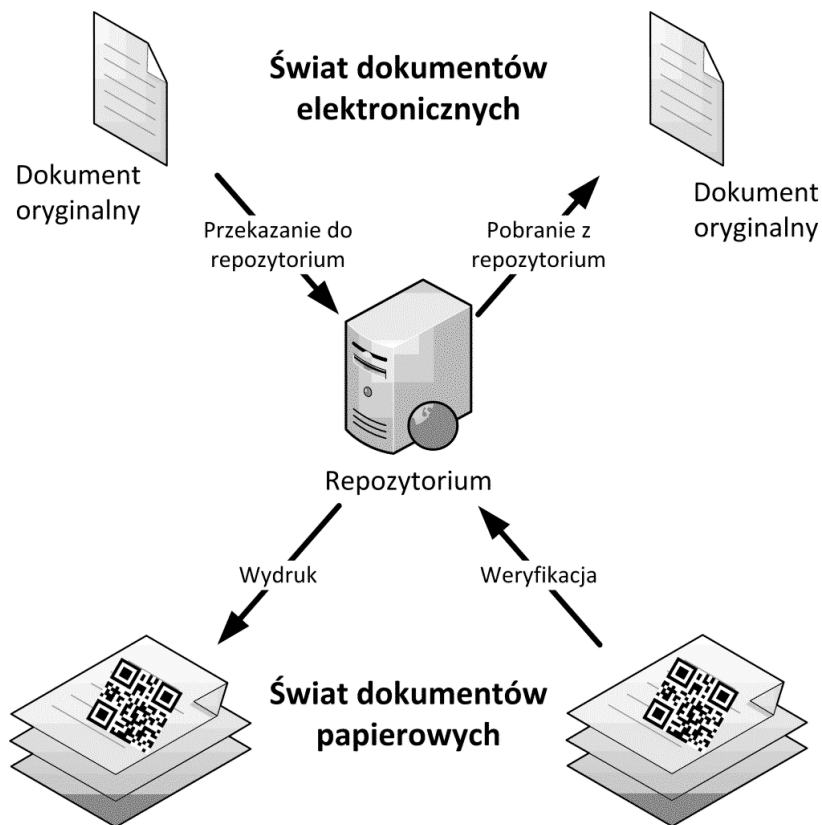 Świat dokumentów
elektronicznych
Dokument
oryginalny
Dokument
oryginalny
Przekazanie do
repozytorium
Pobranie z
repozytorium
Repozytorium
Wydruk
Weryfikacja
Świat dokumentów
papierowych